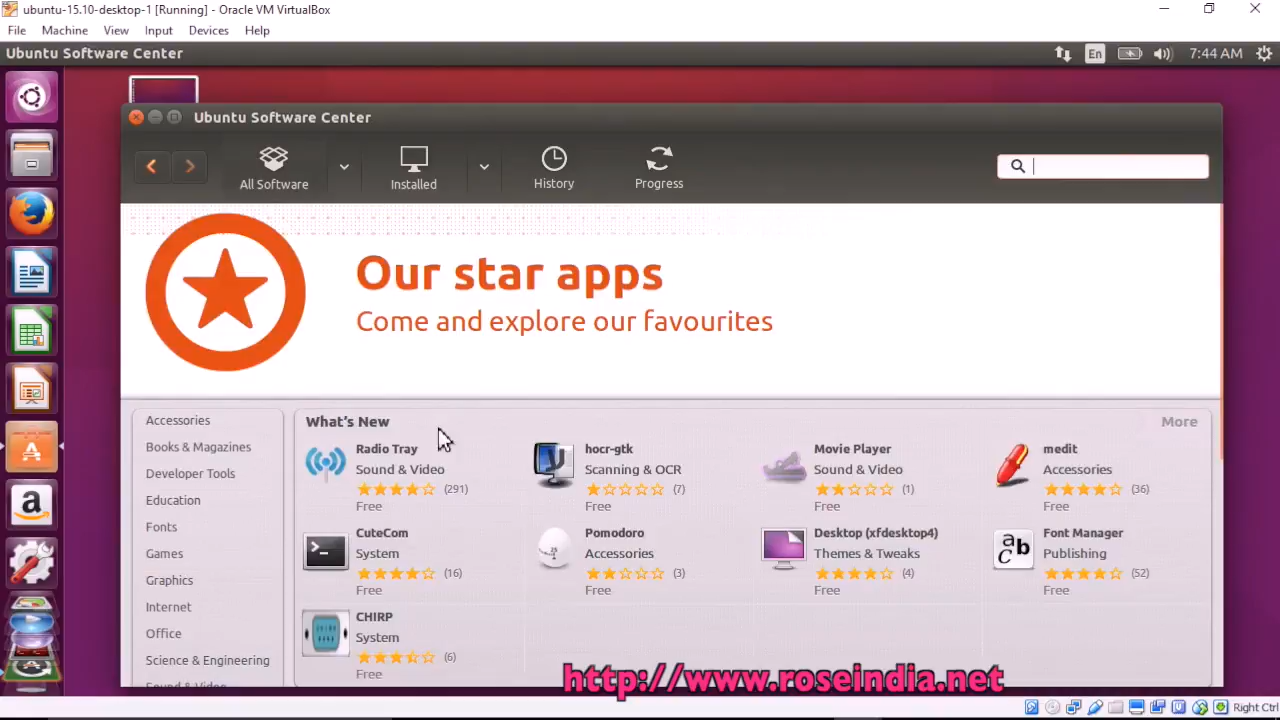 ubuntu-15.10-desktop-1 [Running] - Oracle VM VirtualBox
File Machine View Input Devices Help
Ubuntu Software Center
En
7:44 AM
Ubuntu Software Center
All Software Installed History Progress
Our star apps
Come and explore our favourites
Accessories
Books & Magazines
Developer Tools
Education
Fonts
Games
Graphics
Internet
Office
Science & Engineering
Sound & Video
What's New More
Radio Tray
Sound & Video
(291)
Free
hocr-gtk
Scanning & OCR
(7)
Free
Movie Player
Sound & Video
(1)
Free
medit
Accessories
(36)
Free
CuteCom
System
(16)
Free
Pomodoro
Accessories
(3)
Free
Desktop (xfdesktop4)
Themes & Tweaks
(4)
Free
Font Manager
Publishing
(52)
Free
CHIRP
System
(6)
Free
http://www.roseindia.net
Right Ctrl